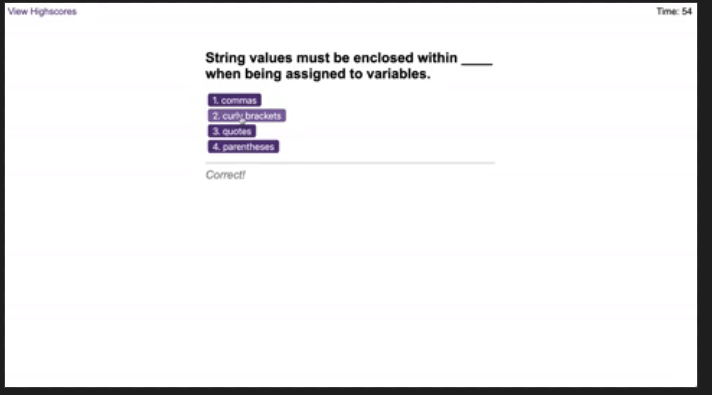 View Highscores
Time: 54
String values must be enclosed within ____
when being assigned to variables.
1. commas
2. curly brackets
3. quotes
4. parentheses
Correct!